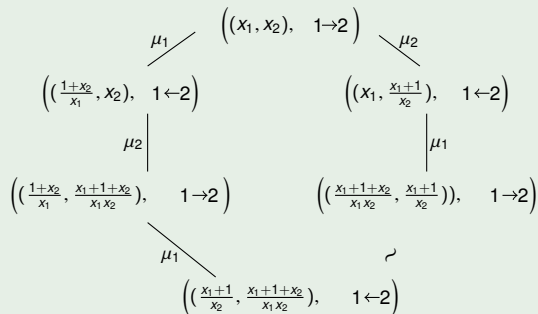 ((x₁, x₂), 1→2)
μ₁ μ₂
((1+x₂)/x₁, x₂), 1←2) ((x₁, (x₁+1)/x₂), 1←2)
μ₂ μ₁
(((1+x₂)/x₁, (x₁+1+x₂)/(x₁x₂)), 1→2) (((x₁+1+x₂)/(x₁x₂), (x₁+1)/x₂)), 1→2)
μ₁ ~
(((x₁+1)/x₂, (x₁+1+x₂)/(x₁x₂)), 1←2)